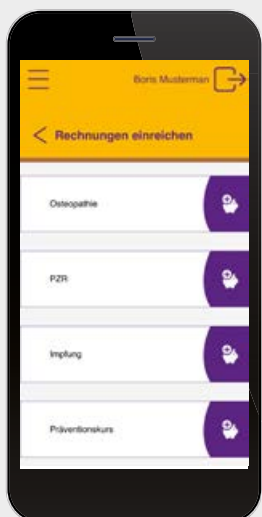 Boris Musterman
Rechnungen einreichen
Osteopathie
PZR
Impfung
Präventionskurs